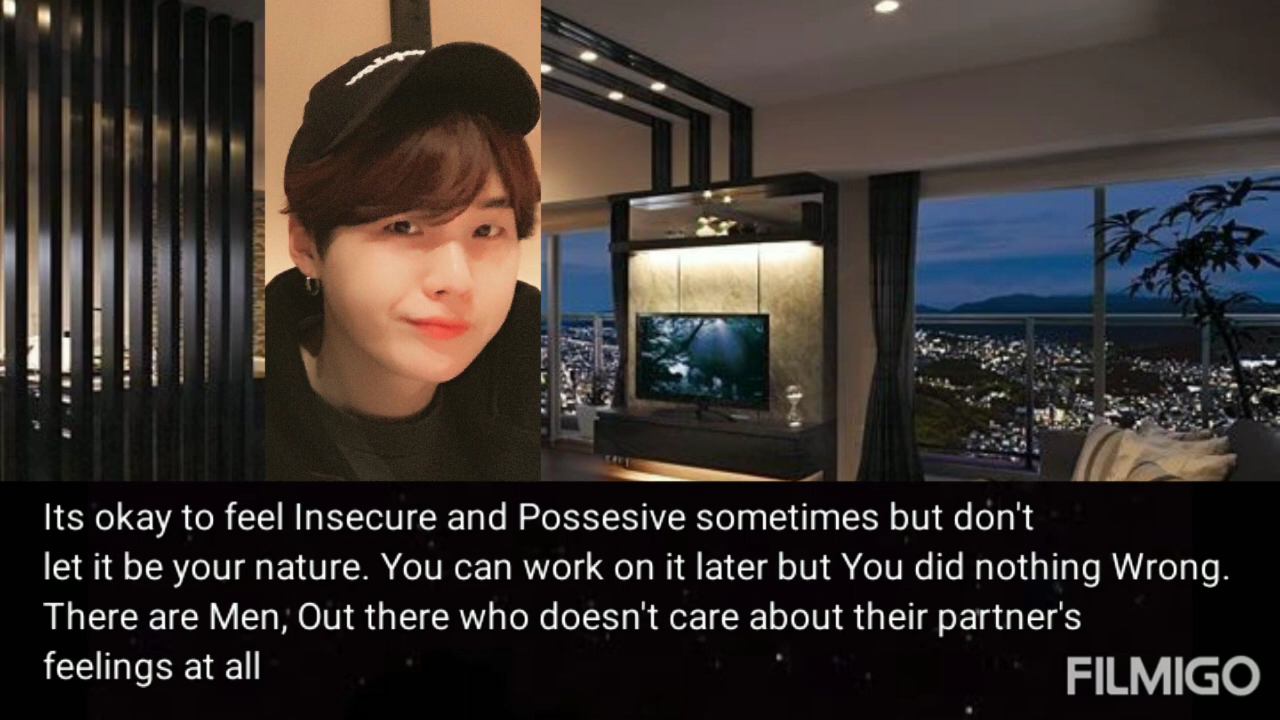 Its okay to feel Insecure and Possesive sometimes but don't
let it be your nature. You can work on it later but You did nothing Wrong.
There are Men, Out there who doesn't care about their partner's
feelings at all
FILMIGO